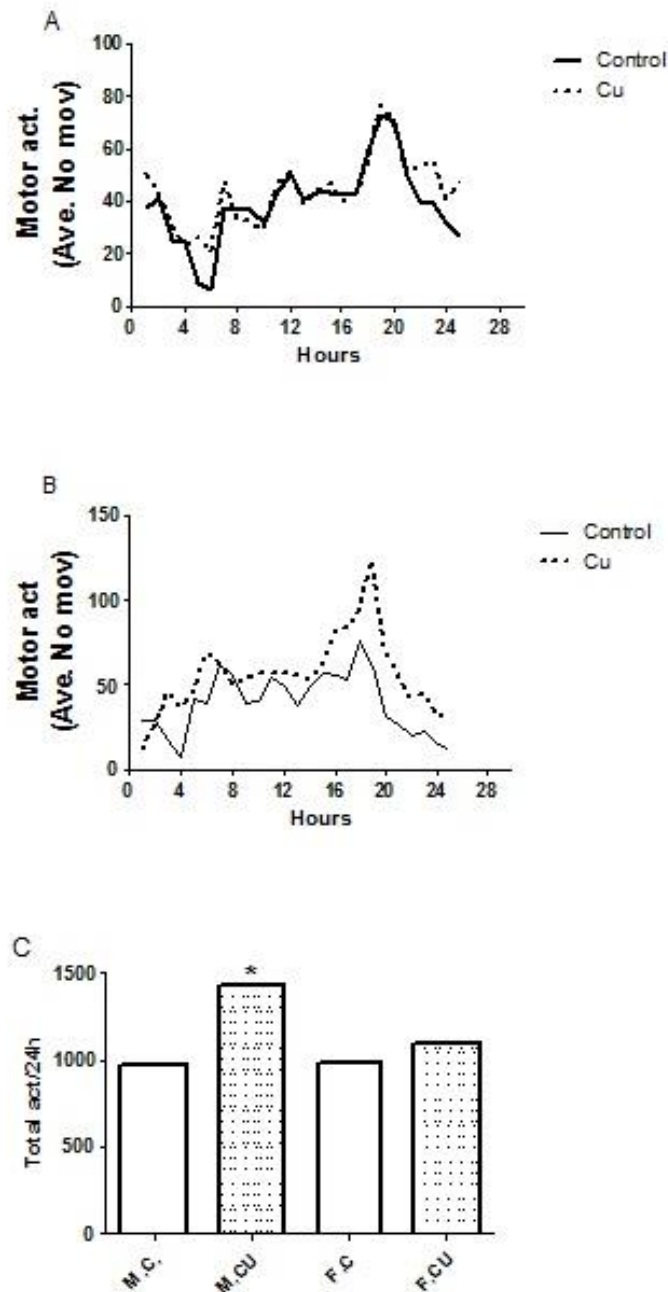 A
Motor act.
(Ave. No mov)
100
80
60
40
20
0
0 4 8 12 16 20 24 28
Hours
Control
Cu
B
Motor act
(Ave. No mov)
150
100
50
0
0 4 8 12 16 20 24 28
Hours
Control
Cu
C
Total act/24h
1500
1000
500
0
*
M.C. M.CU F.C F.CU